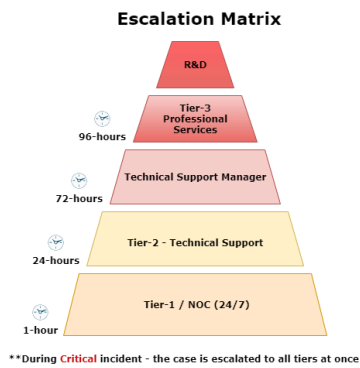 Escalation Matrix
R&D
Tier-3
Professional
Services
96-hours
Technical Support Manager
72-hours
Tier-2 - Technical Support
24-hours
Tier-1 / NOC (24/7)
1-hour
**During Critical incident - the case is escalated to all tiers at once